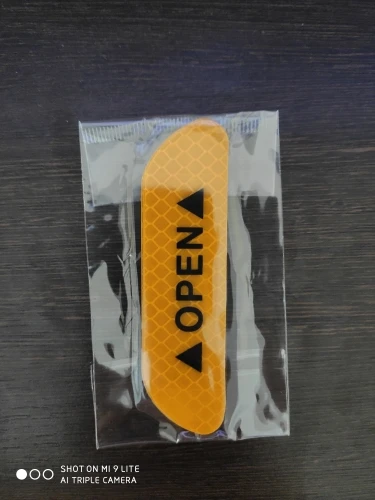 ▲OPEN▲
SHOT ON MI 9 LITE
AI TRIPLE CAMERA